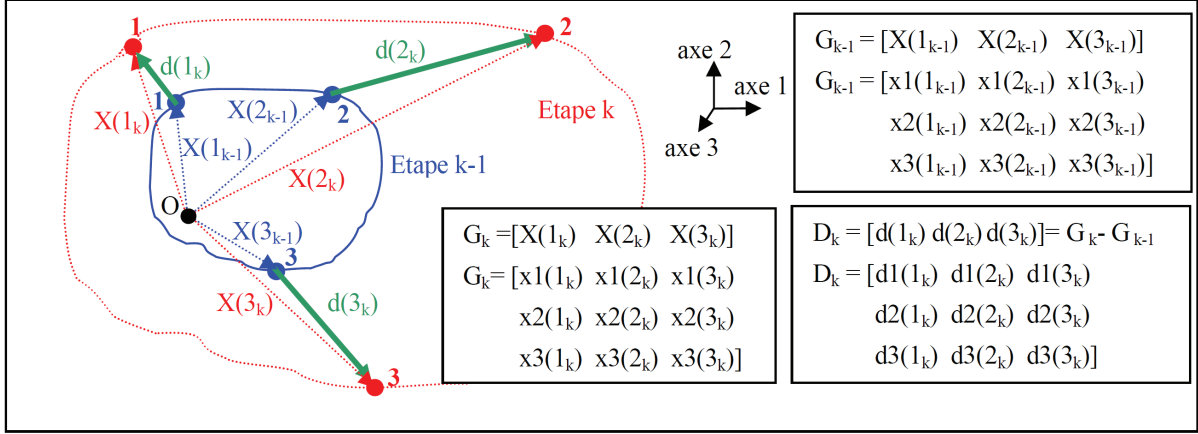 1
2
d(1ₖ)
d(2ₖ)
axe 2
axe 1
axe 3
1
2
X(1ₖ)
X(2ₖ₋₁)
X(1ₖ₋₁)
Etape k
Etape k-1
X(2ₖ)
O
X(3ₖ₋₁)
3
X(3ₖ)
d(3ₖ)
3
Gₖ₋₁ = [X(1ₖ₋₁) X(2ₖ₋₁) X(3ₖ₋₁)]
Gₖ₋₁ = [x1(1ₖ₋₁) x1(2ₖ₋₁) x1(3ₖ₋₁)
x2(1ₖ₋₁) x2(2ₖ₋₁) x2(3ₖ₋₁)
x3(1ₖ₋₁) x3(2ₖ₋₁) x3(3ₖ₋₁)]
Gₖ =[X(1ₖ) X(2ₖ) X(3ₖ)]
Gₖ= [x1(1ₖ) x1(2ₖ) x1(3ₖ)
x2(1ₖ) x2(2ₖ) x2(3ₖ)
x3(1ₖ) x3(2ₖ) x3(3ₖ)]
Dₖ = [d(1ₖ) d(2ₖ) d(3ₖ)]= Gₖ- Gₖ₋₁
Dₖ = [d1(1ₖ) d1(2ₖ) d1(3ₖ)
d2(1ₖ) d2(2ₖ) d2(3ₖ)
d3(1ₖ) d3(2ₖ) d3(3ₖ)]